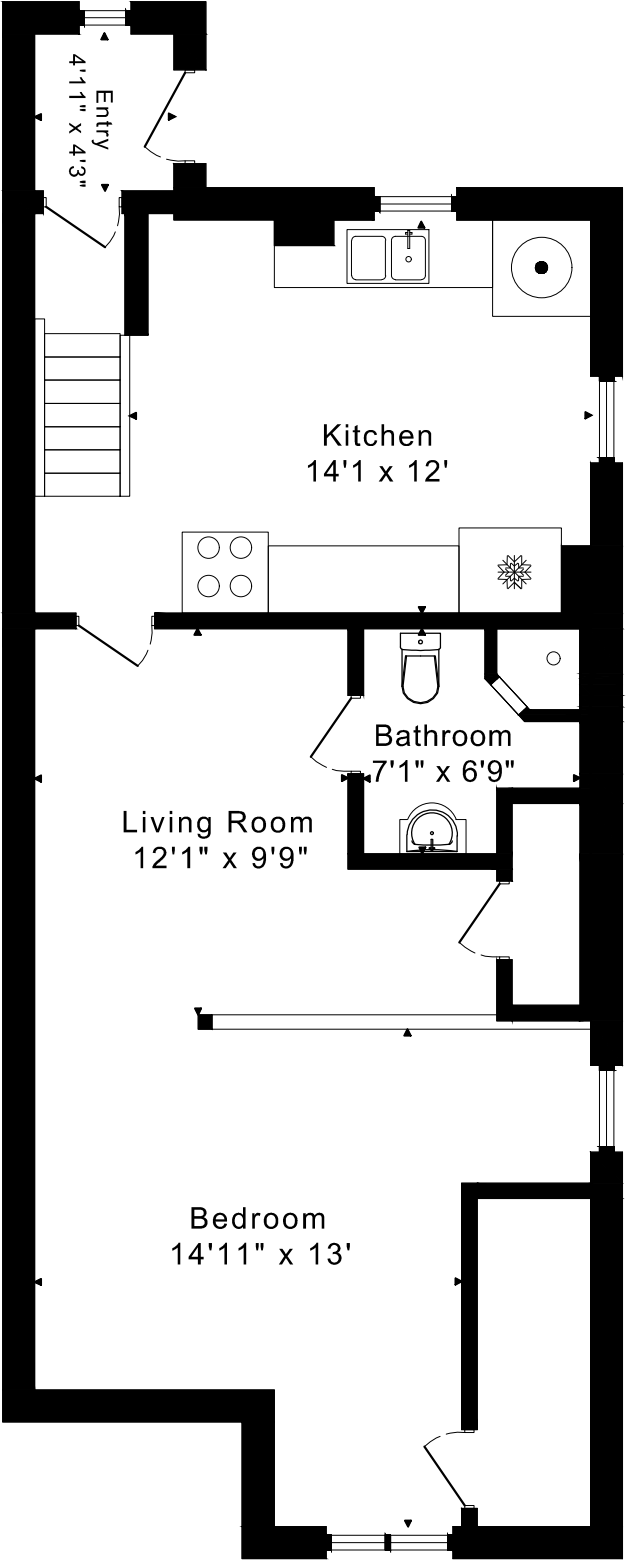 Entry
4'11" x 4'3"
Kitchen
14'1 x 12'
Bathroom
7'1" x 6'9"
Living Room
12'1" x 9'9"
Bedroom
14'11" x 13'